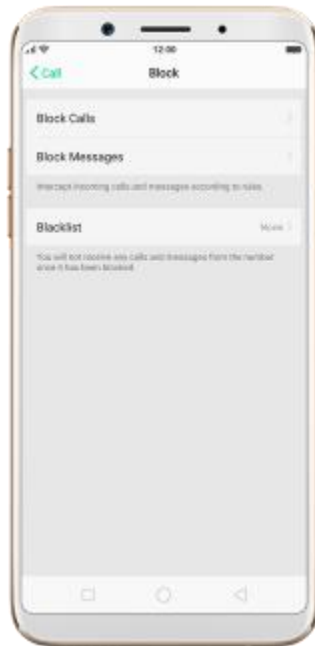 12:00
Call
Block
Block Calls
Block Messages
Intercept incoming calls and messages according to rules.
Blacklist
None
You will not receive any calls and messages from the number
once it has been blocked.